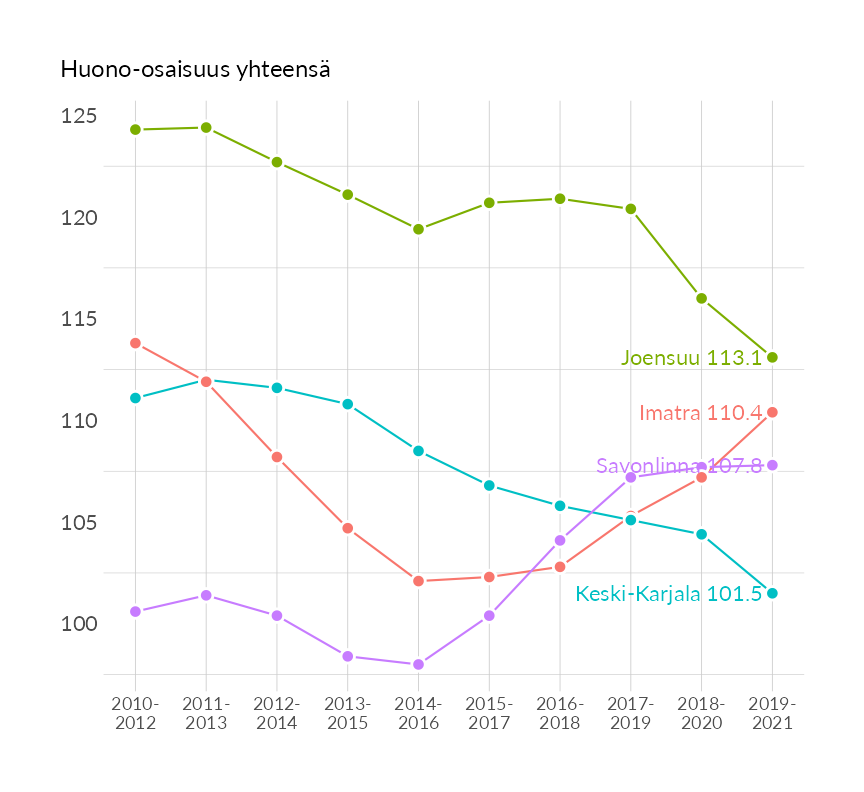 Huono-osaisuus yhteensä
125
120
115
Joensuu 113.1
Imatra 110.4
110
Savonlinna 107.8
105
Keski-Karjala 101.5
100
2010- 2011- 2012- 2013- 2014- 2015- 2016- 2017- 2018- 2019-
2012 2013 2014 2015 2016 2017 2018 2019 2020 2021